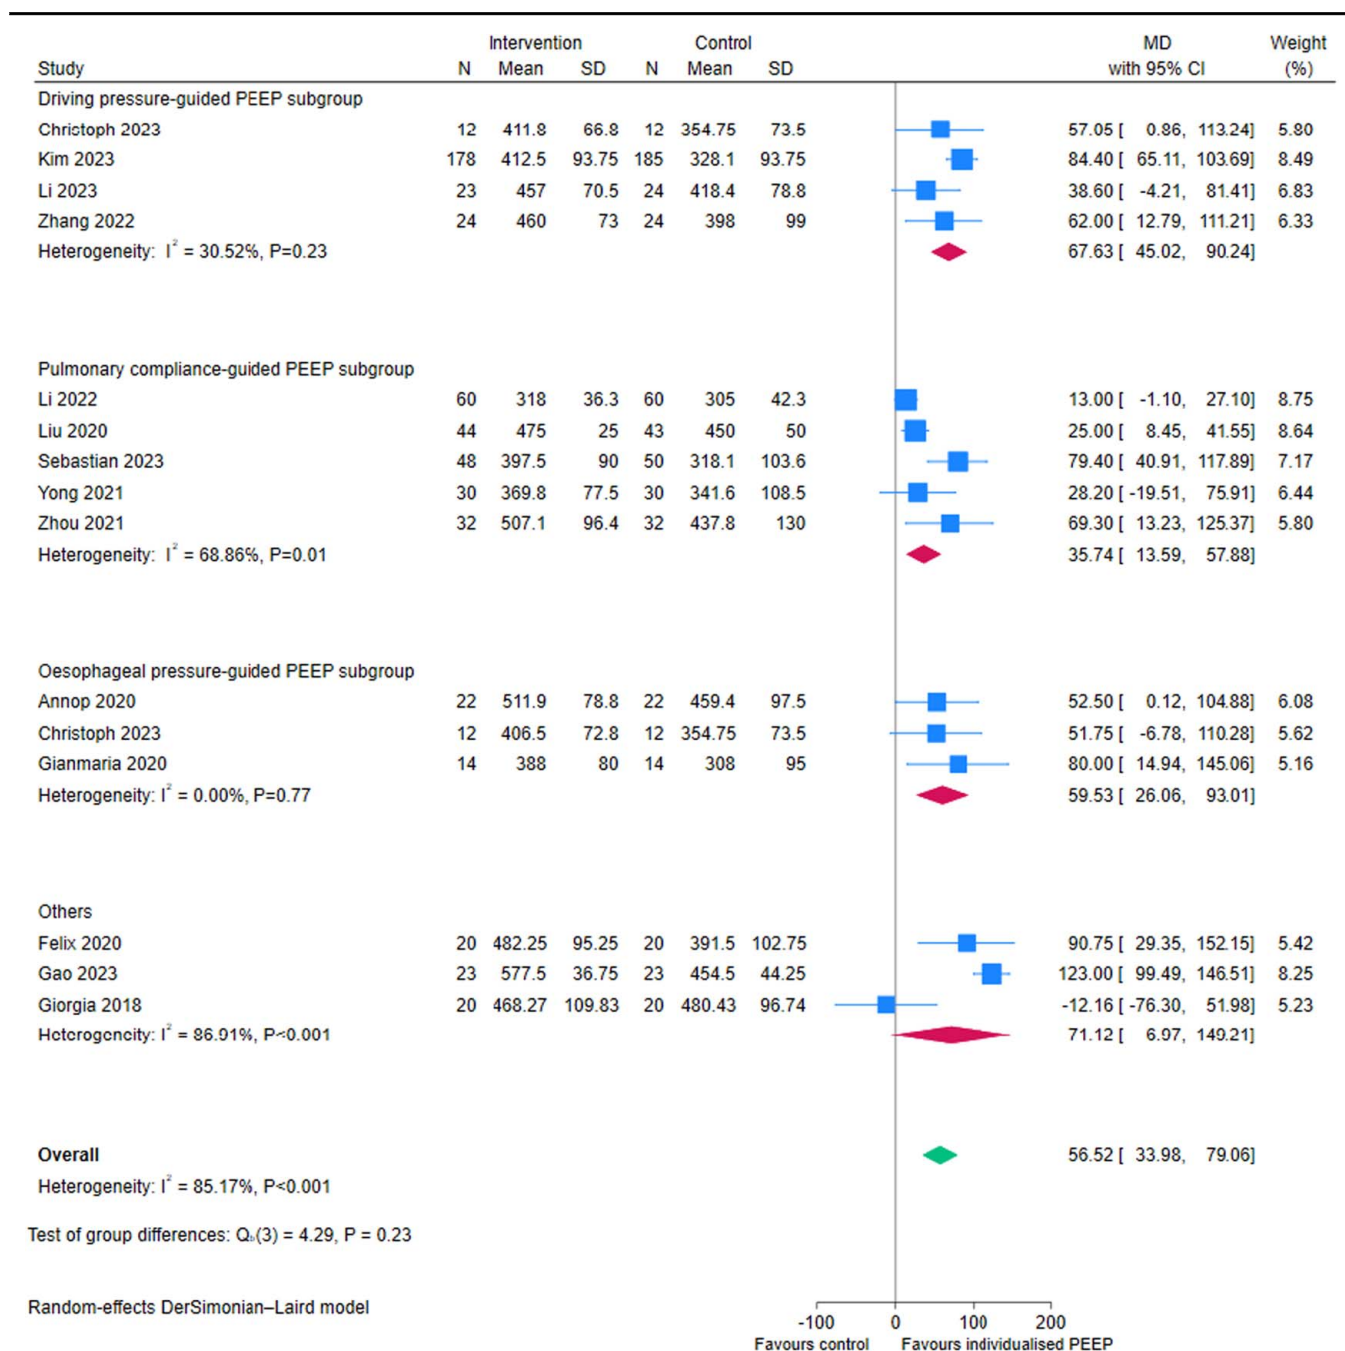 Intervention Control MD Weight
Study N Mean SD N Mean SD with 95% CI (%)
Driving pressure-guided PEEP subgroup
Christoph 2023 12 411.8 66.8 12 354.75 73.5 57.05 [ 0.86, 113.24] 5.80
Kim 2023 178 412.5 93.75 185 328.1 93.75 84.40 [ 65.11, 103.69] 8.49
Li 2023 23 457 70.5 24 418.4 78.8 38.60 [ -4.21, 81.41] 6.83
Zhang 2022 24 460 73 24 398 99 62.00 [ 12.79, 111.21] 6.33
Heterogeneity: I² = 30.52%, P=0.23 67.63 [ 45.02, 90.24]
Pulmonary compliance-guided PEEP subgroup
Li 2022 60 318 36.3 60 305 42.3 13.00 [ -1.10, 27.10] 8.75
Liu 2020 44 475 25 43 450 50 25.00 [ 8.45, 41.55] 8.64
Sebastian 2023 48 397.5 90 50 318.1 103.6 79.40 [ 40.91, 117.89] 7.17
Yong 2021 30 369.8 77.5 30 341.6 108.5 28.20 [ -19.51, 75.91] 6.44
Zhou 2021 32 507.1 96.4 32 437.8 130 69.30 [ 13.23, 125.37] 5.80
Heterogeneity: I² = 68.86%, P=0.01 35.74 [ 13.59, 57.88]
Oesophageal pressure-guided PEEP subgroup
Annop 2020 22 511.9 78.8 22 459.4 97.5 52.50 [ 0.12, 104.88] 6.08
Christoph 2023 12 406.5 72.8 12 354.75 73.5 51.75 [ -6.78, 110.28] 5.62
Gianmaria 2020 14 388 80 14 308 95 80.00 [ 14.94, 145.06] 5.16
Heterogeneity: I² = 0.00%, P=0.77 59.53 [ 26.06, 93.01]
Others
Felix 2020 20 482.25 95.25 20 391.5 102.75 90.75 [ 29.35, 152.15] 5.42
Gao 2023 23 577.5 36.75 23 454.5 44.25 123.00 [ 99.49, 146.51] 8.25
Giorgia 2018 20 468.27 109.83 20 480.43 96.74 -12.16 [ -76.30, 51.98] 5.23
Heterogeneity: I² = 86.91%, P<0.001 71.12 [ 6.97, 149.21]
Overall 56.52 [ 33.98, 79.06]
Heterogeneity: I² = 85.17%, P<0.001
Test of group differences: Qb(3) = 4.29, P = 0.23
Random-effects DerSimonian–Laird model
-100 0 100 200
Favours control Favours individualised PEEP